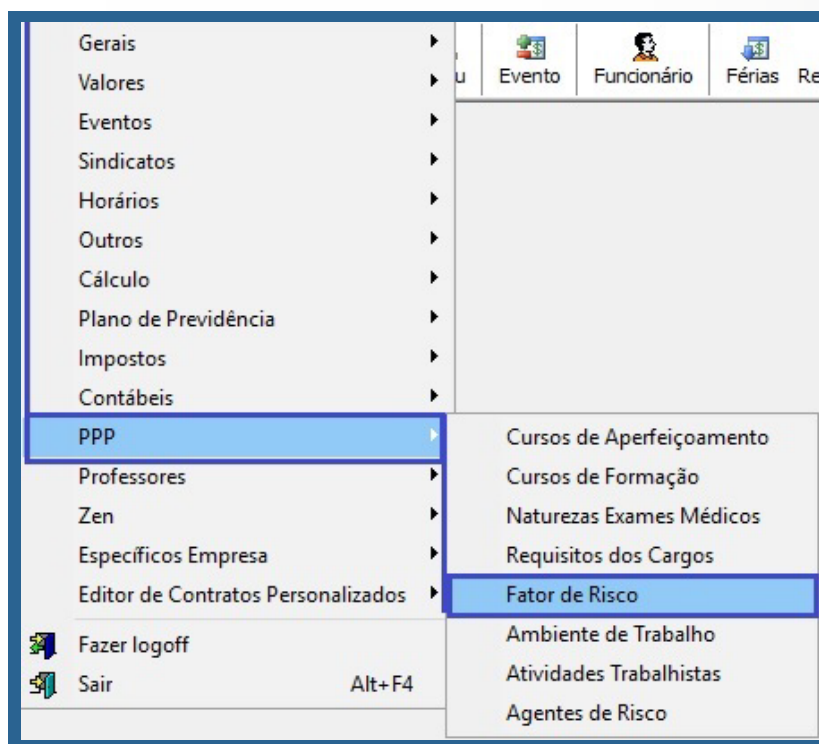 Gerais
Valores
Eventos
Sindicatos
Horários
Outros
Cálculo
Plano de Previdência
Impostos
Contábeis
PPP
Professores
Zen
Específicos Empresa
Editor de Contratos Personalizados
Fazer logoff
Sair Alt+F4
Evento Funcionário Férias
Cursos de Aperfeiçoamento
Cursos de Formação
Naturezas Exames Médicos
Requisitos dos Cargos
Fator de Risco
Ambiente de Trabalho
Atividades Trabalhistas
Agentes de Risco